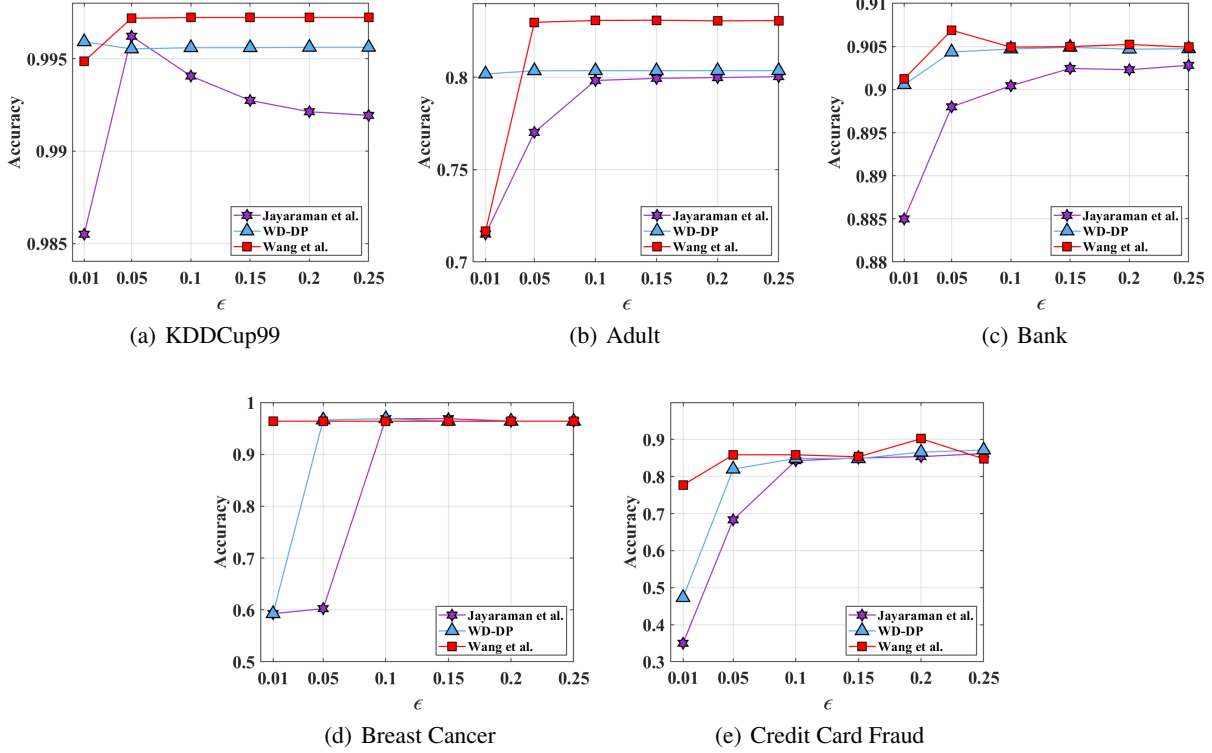 0.995
0.99
0.985
Accuracy
Jayaraman et al.
WD-DP
Wang et al.
0.01 0.05 0.1 0.15 0.2 0.25
ϵ
(a) KDDCup99
0.8
0.75
0.7
Accuracy
Jayaraman et al.
WD-DP
Wang et al.
0.01 0.05 0.1 0.15 0.2 0.25
ϵ
(b) Adult
0.91
0.905
0.9
0.895
0.89
0.885
0.88
Accuracy
Jayaraman et al.
WD-DP
Wang et al.
0.01 0.05 0.1 0.15 0.2 0.25
ϵ
(c) Bank
1
0.9
0.8
0.7
0.6
0.5
Accuracy
Jayaraman et al.
WD-DP
Wang et al.
0.01 0.05 0.1 0.15 0.2 0.25
ϵ
(d) Breast Cancer
0.9
0.8
0.7
0.6
0.5
0.4
0.3
Accuracy
Jayaraman et al.
WD-DP
Wang et al.
0.01 0.05 0.1 0.15 0.2 0.25
ϵ
(e) Credit Card Fraud